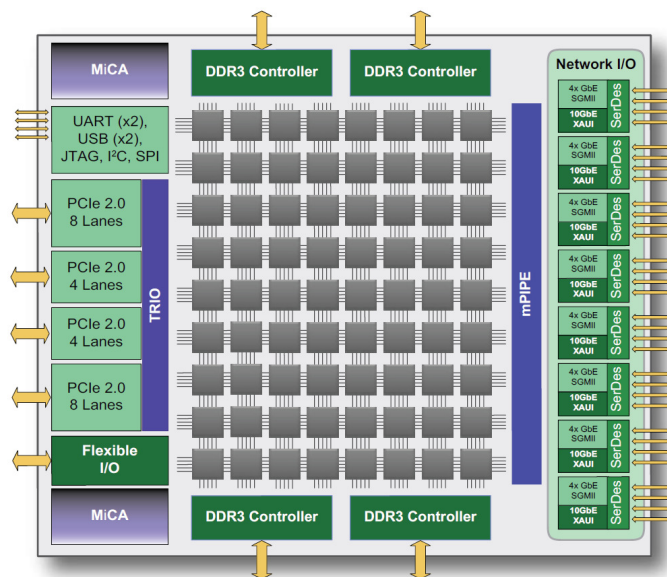 MiCA
UART (x2),
USB (x2),
JTAG, I²C, SPI
PCIe 2.0
8 Lanes
PCIe 2.0
4 Lanes
PCIe 2.0
4 Lanes
PCIe 2.0
8 Lanes
TRIO
Flexible
I/O
MiCA
DDR3 Controller
DDR3 Controller
DDR3 Controller
DDR3 Controller
mPIPE
Network I/O
4x GbE
SGMII
10GbE
XAUI
SerDes
4x GbE
SGMII
10GbE
XAUI
SerDes
4x GbE
SGMII
10GbE
XAUI
SerDes
4x GbE
SGMII
10GbE
XAUI
SerDes
4x GbE
SGMII
10GbE
XAUI
SerDes
4x GbE
SGMII
10GbE
XAUI
SerDes
4x GbE
SGMII
10GbE
XAUI
SerDes
4x GbE
SGMII
10GbE
XAUI
SerDes